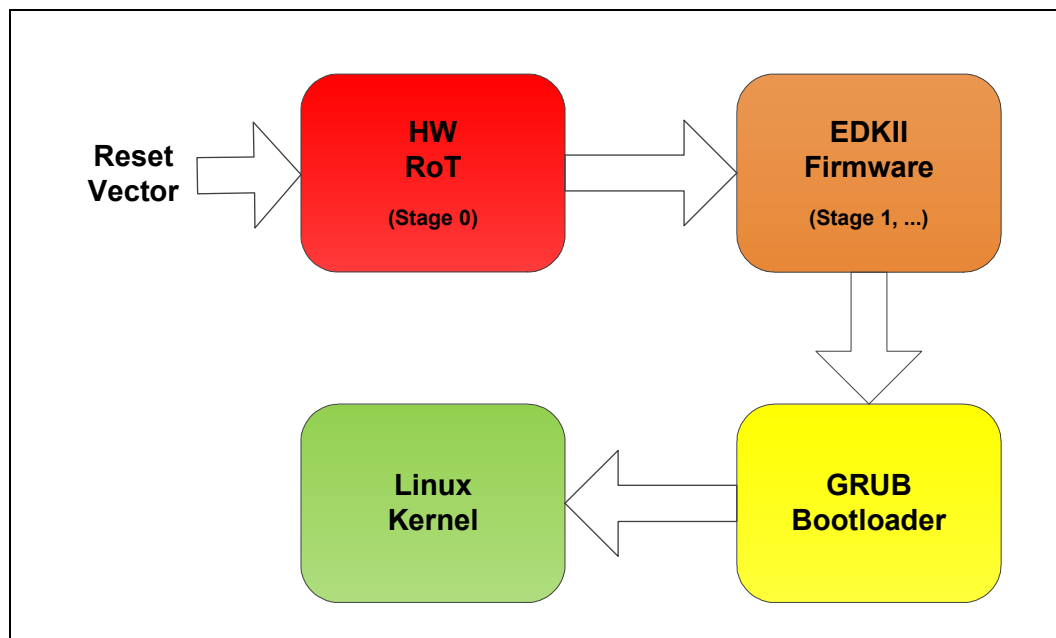 Reset
Vector
HW
RoT
(Stage 0)
EDKII
Firmware
(Stage 1, ...)
GRUB
Bootloader
Linux
Kernel